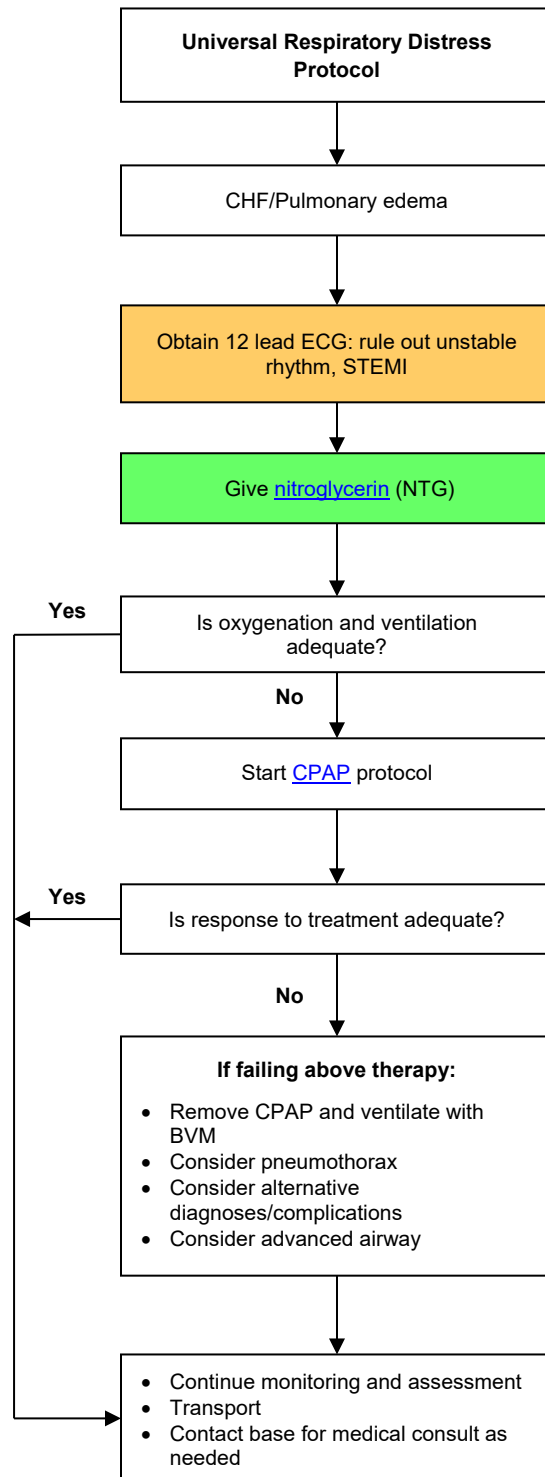 Universal Respiratory Distress
Protocol
CHF/Pulmonary edema
Obtain 12 lead ECG: rule out unstable
rhythm, STEMI
Give nitroglycerin (NTG)
Yes
Is oxygenation and ventilation
adequate?
No
Start CPAP protocol
Yes
Is response to treatment adequate?
No
If failing above therapy:
• Remove CPAP and ventilate with
BVM
• Consider pneumothorax
• Consider alternative
diagnoses/complications
• Consider advanced airway
• Continue monitoring and assessment
• Transport
• Contact base for medical consult as
needed